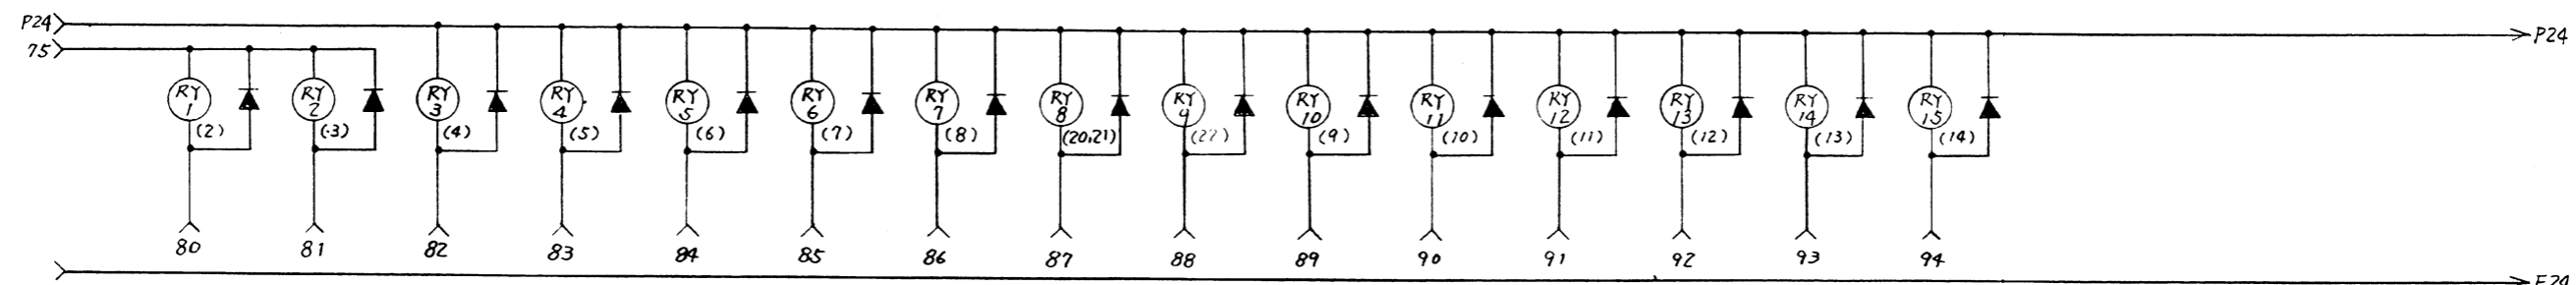 P24 P24
75
RY 1 RY 2 RY 3 RY 4 RY 5 RY 6 RY 7 RY 8 RY 9 RY 10 RY 11 RY 12 RY 13 RY 14 RY 15
(2) (3) (4) (5) (6) (7) (8) (20,21) (22) (9) (10) (11) (12) (13) (14)
80 81 82 83 84 85 86 87 88 89 90 91 92 93 94